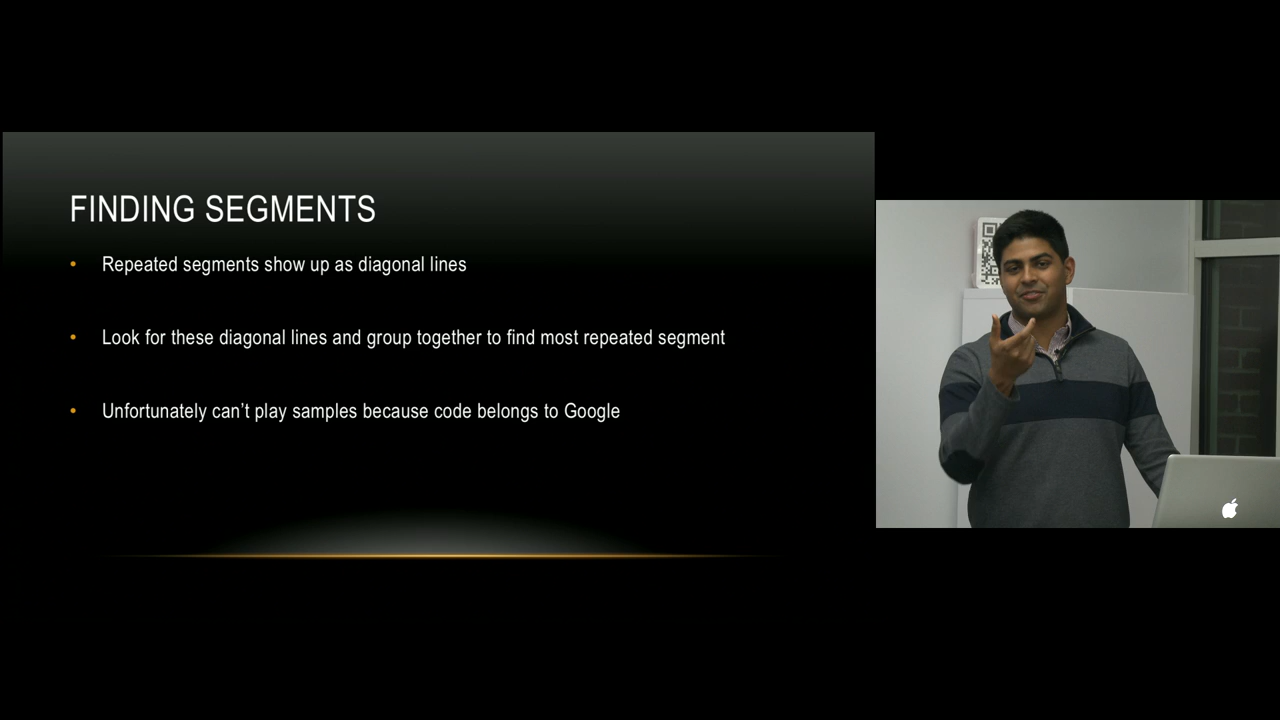 FINDING SEGMENTS
• Repeated segments show up as diagonal lines
• Look for these diagonal lines and group together to find most repeated segment
• Unfortunately can't play samples because code belongs to Google